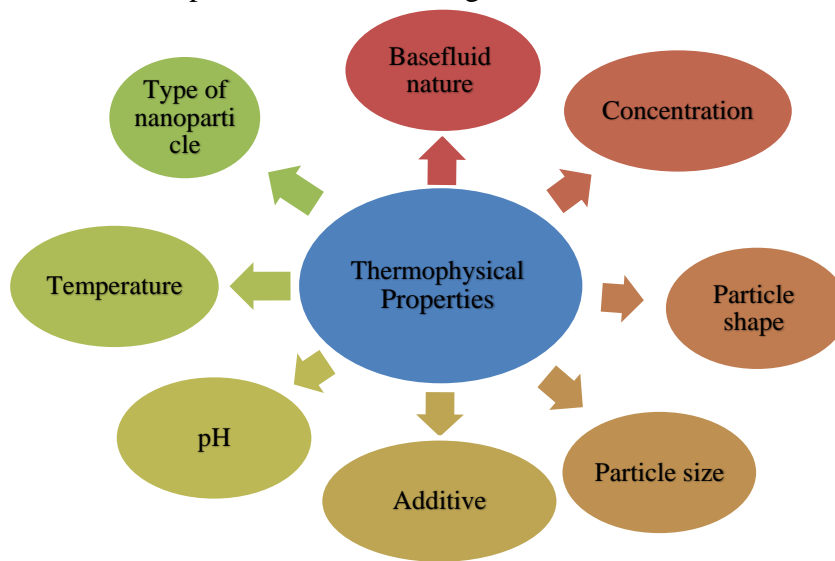 Basefluid
nature
Concentration
Type of
nanoparti
cle
Thermophysical
Properties
Temperature
Particle
shape
pH
Particle size
Additive